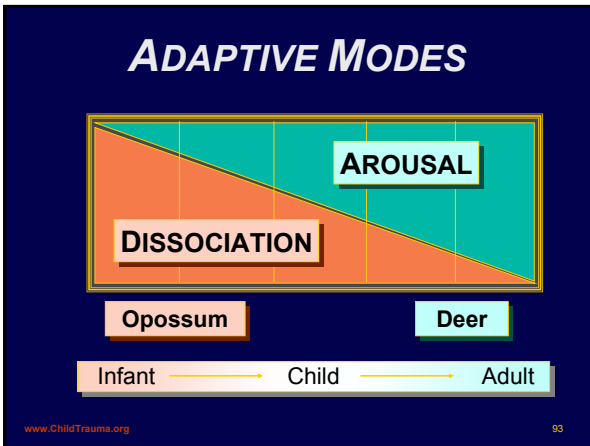 ADAPTIVE MODES
AROUSAL
DISSOCIATION
Opossum Deer
Infant Child Adult
www.ChildTrauma.org 93